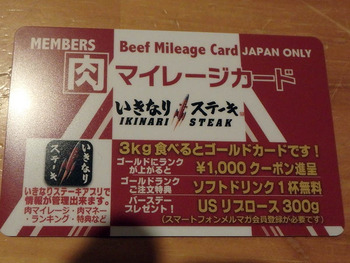 MEMBERS Beef Mileage Card JAPAN ONLY
肉 マイレージカード
いきなりステーキ
IKINARI STEAK
いきなりステーキ
いきなりステーキアプリで
情報が管理出来ます。
肉マイレージ・肉マネー
・ランキング・特典など
3kg食べるとゴールドカードです!
ゴールドにランクが上がると ¥1,000 クーポン進呈
ゴールドランクご注文特典 ソフトドリンク1杯無料
バースデープレゼント! USリブロース300g
(スマートフォンメルマガ会員登録が必要です)